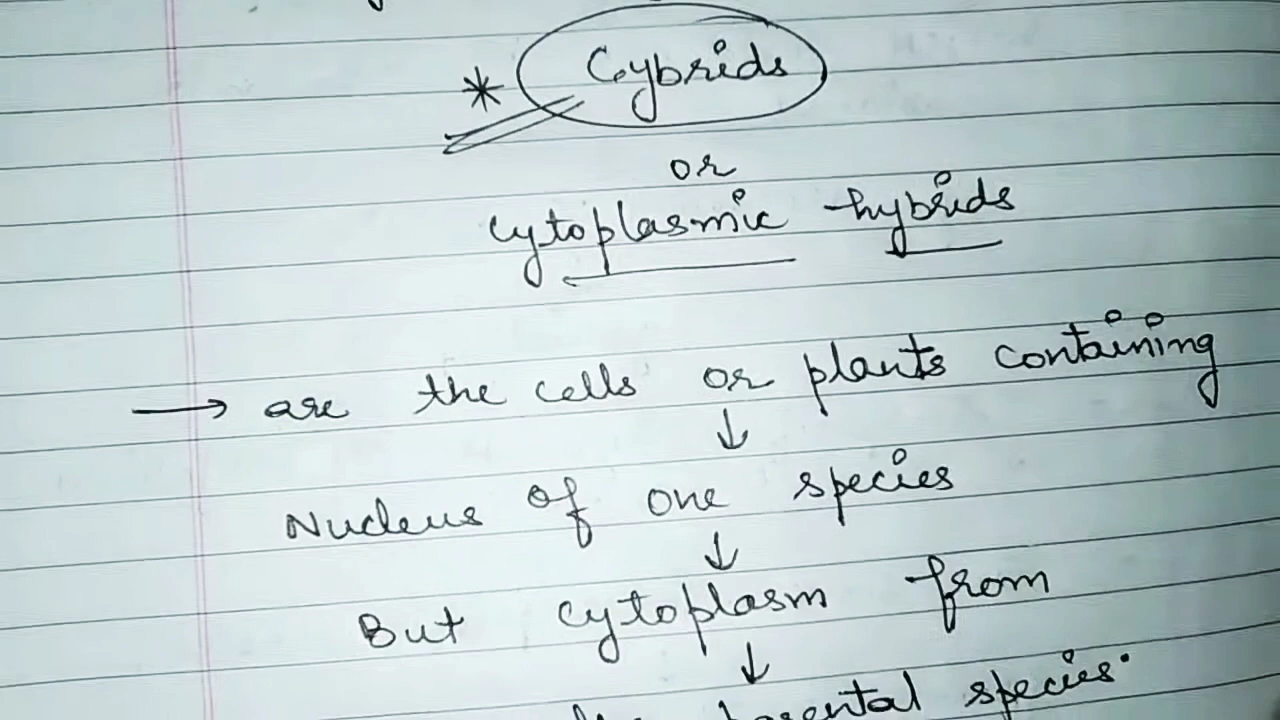 * Cybrids
or
cytoplasmic hybrids
→ are the cells or plants containing
↓
Nucleus of one species
↓
But cytoplasm from
↓
parental species.